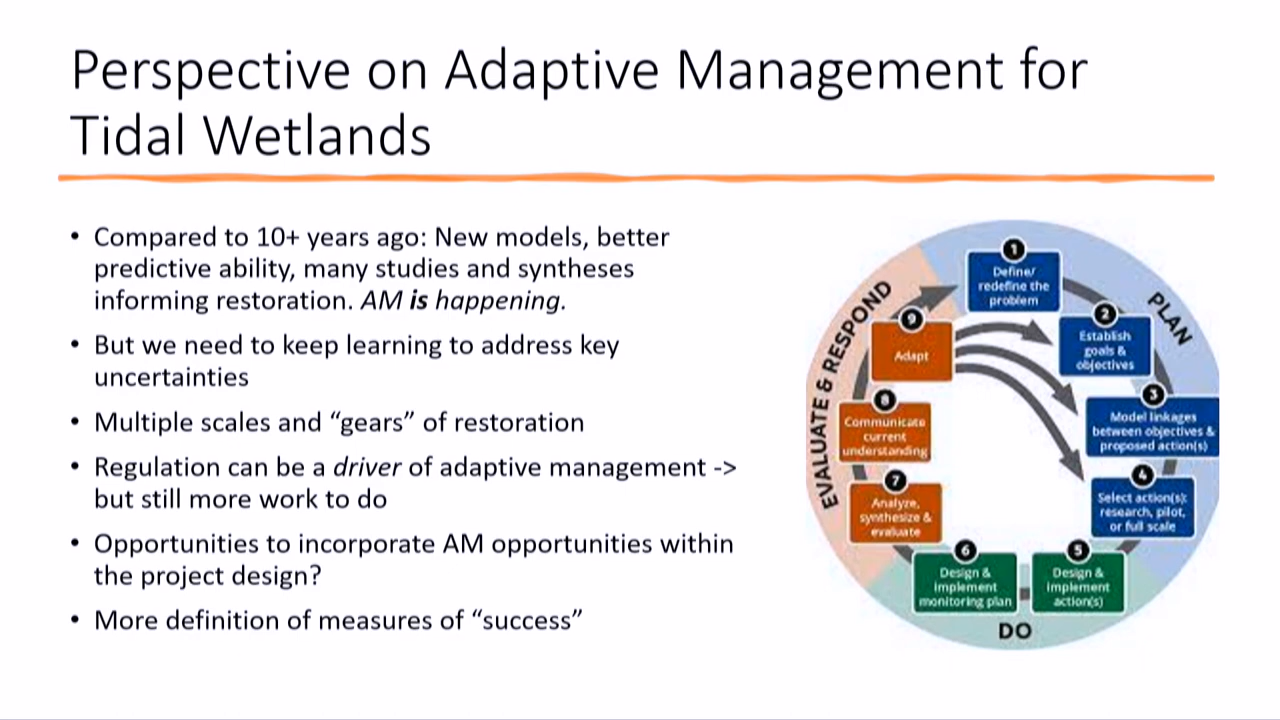 Perspective on Adaptive Management for
Tidal Wetlands
• Compared to 10+ years ago: New models, better
predictive ability, many studies and syntheses
informing restoration. AM is happening.
• But we need to keep learning to address key
uncertainties
• Multiple scales and “gears” of restoration
• Regulation can be a driver of adaptive management ->
but still more work to do
• Opportunities to incorporate AM opportunities within
the project design?
• More definition of measures of “success”
PLAN
1
Define/
redefine the
problem
2
Establish
goals &
objectives
3
Model linkages
between objectives &
proposed action(s)
4
Select action(s):
research, pilot,
or full scale
DO
5
Design &
implement
action(s)
6
Design &
implement
monitoring plan
EVALUATE & RESPOND
7
Analyze,
synthesize &
evaluate
8
Communicate
current
understanding
9
Adapt